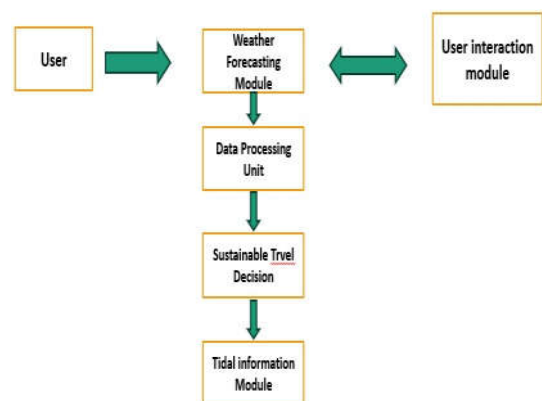 User
Weather
Forecasting
Module
User interaction
module
Data Processing
Unit
Sustainable Trvel
Decision
Tidal information
Module